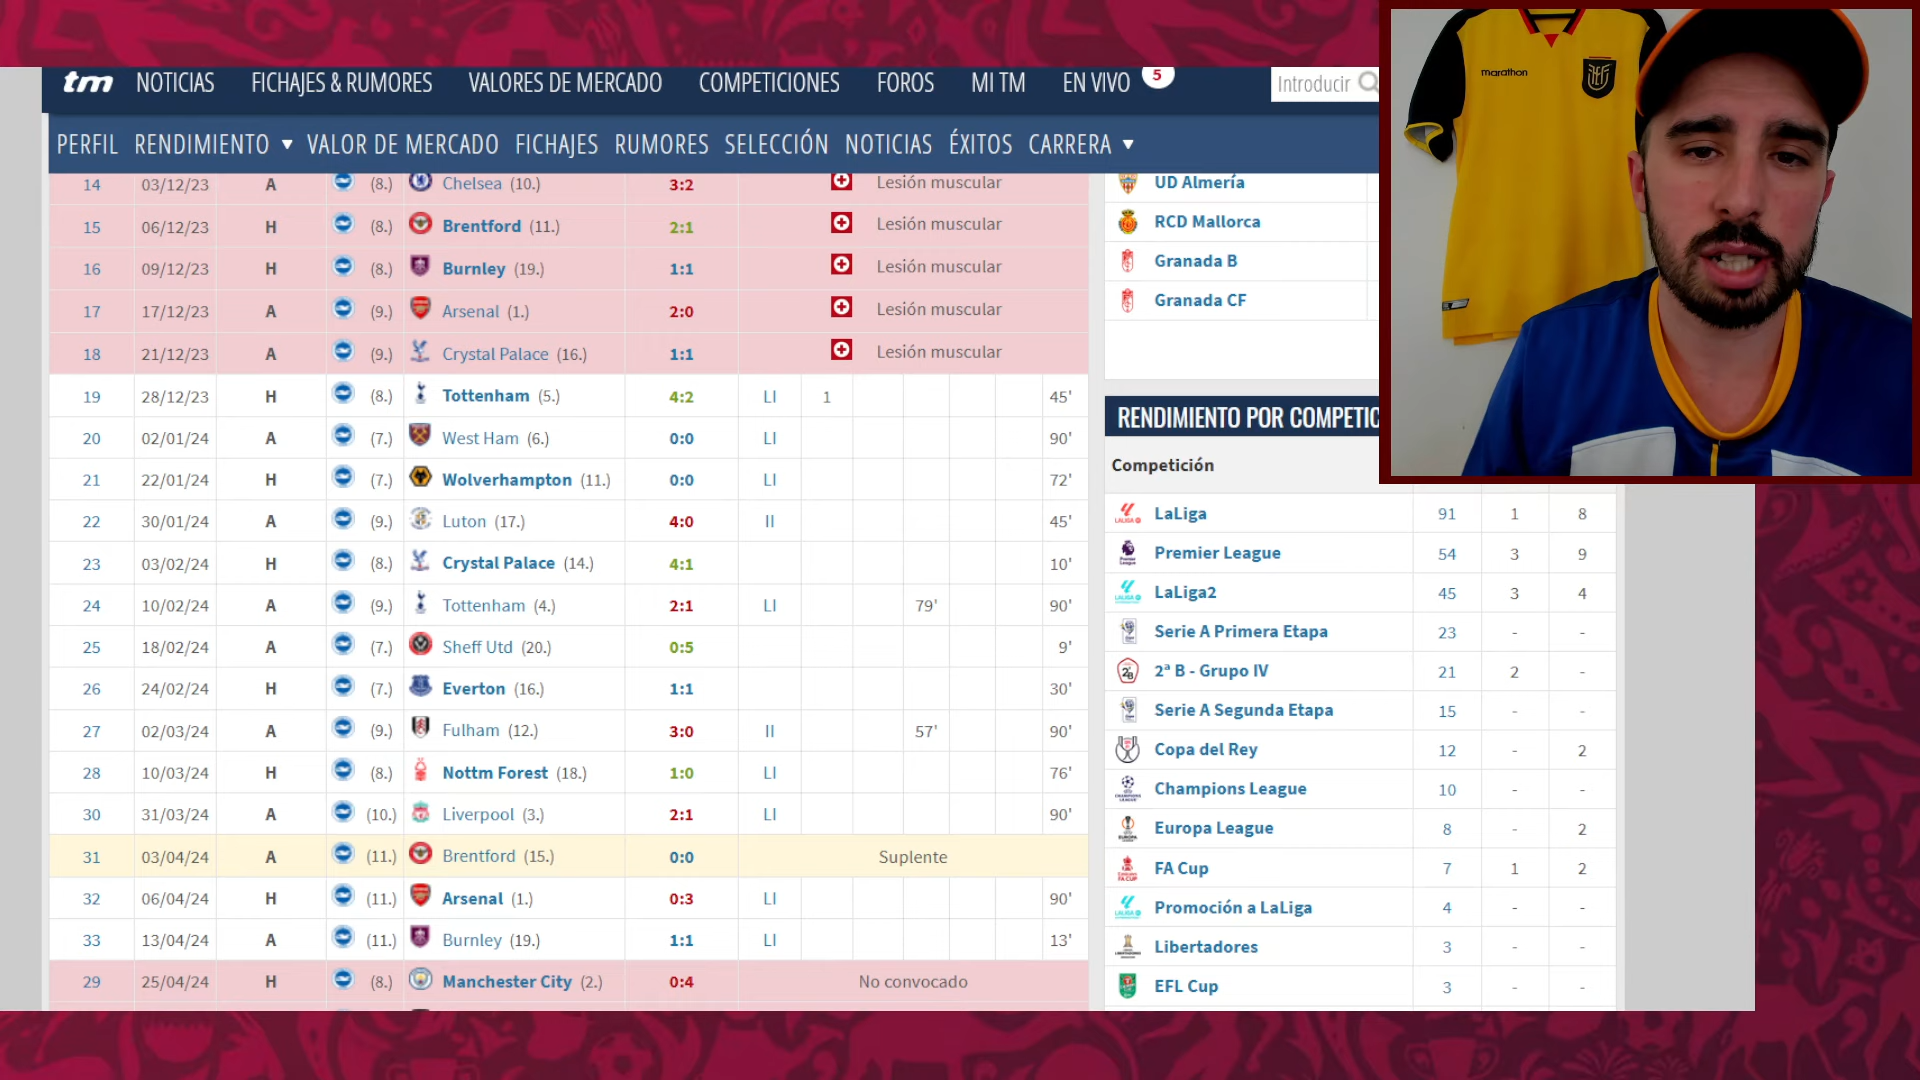 tm NOTICIAS FICHAJES & RUMORES VALORES DE MERCADO COMPETICIONES FOROS MI TM EN VIVO 5 Introducir
PERFIL RENDIMIENTO VALOR DE MERCADO FICHAJES RUMORES SELECCIÓN NOTICIAS ÉXITOS CARRERA
14 03/12/23 A (8.) Chelsea (10.) 3:2 Lesión muscular
15 06/12/23 H (8.) Brentford (11.) 2:1 Lesión muscular
16 09/12/23 H (8.) Burnley (19.) 1:1 Lesión muscular
17 17/12/23 A (9.) Arsenal (1.) 2:0 Lesión muscular
18 21/12/23 A (9.) Crystal Palace (16.) 1:1 Lesión muscular
19 28/12/23 H (8.) Tottenham (5.) 4:2 LI 1 45'
20 02/01/24 A (7.) West Ham (6.) 0:0 LI 90'
21 22/01/24 H (7.) Wolverhampton (11.) 0:0 LI 72'
22 30/01/24 A (9.) Luton (17.) 4:0 II 45'
23 03/02/24 H (8.) Crystal Palace (14.) 4:1 10'
24 10/02/24 A (9.) Tottenham (4.) 2:1 LI 79' 90'
25 18/02/24 A (7.) Sheff Utd (20.) 0:5 9'
26 24/02/24 H (7.) Everton (16.) 1:1 30'
27 02/03/24 A (9.) Fulham (12.) 3:0 II 57' 90'
28 10/03/24 H (8.) Nottm Forest (18.) 1:0 LI 76'
30 31/03/24 A (10.) Liverpool (3.) 2:1 LI 90'
31 03/04/24 A (11.) Brentford (15.) 0:0 Suplente
32 06/04/24 H (11.) Arsenal (1.) 0:3 LI 90'
33 13/04/24 A (11.) Burnley (19.) 1:1 LI 13'
29 25/04/24 H (8.) Manchester City (2.) 0:4 No convocado
UD Almería
RCD Mallorca
Granada B
Granada CF
RENDIMIENTO POR COMPETIC
Competición
LaLiga 91 1 8
Premier League 54 3 9
LaLiga2 45 3 4
Serie A Primera Etapa 23 - -
2ª B - Grupo IV 21 2 -
Serie A Segunda Etapa 15 - -
Copa del Rey 12 - 2
Champions League 10 - -
Europa League 8 - 2
FA Cup 7 1 2
Promoción a LaLiga 4 - -
Libertadores 3 - -
EFL Cup 3 - -
marathon